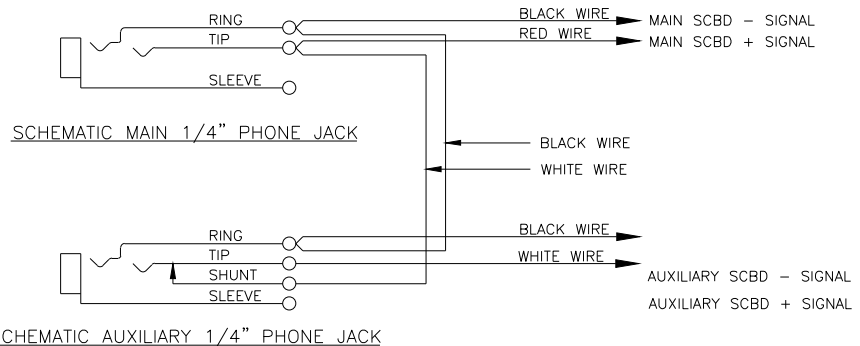 RING BLACK WIRE MAIN SCBD – SIGNAL
TIP RED WIRE MAIN SCBD + SIGNAL
SLEEVE
SCHEMATIC MAIN 1/4" PHONE JACK
BLACK WIRE
WHITE WIRE
RING BLACK WIRE
TIP WHITE WIRE
SHUNT AUXILIARY SCBD – SIGNAL
SLEEVE AUXILIARY SCBD + SIGNAL
CHEMATIC AUXILIARY 1/4" PHONE JACK